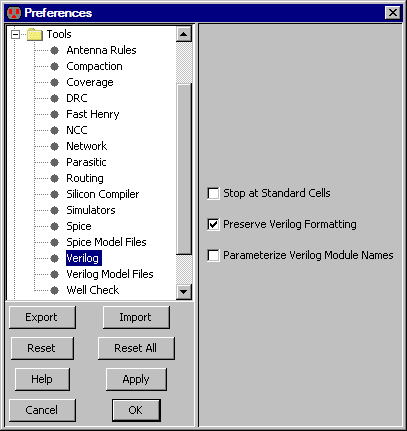 Preferences
Tools
Antenna Rules
Compaction
Coverage
DRC
Fast Henry
NCC
Network
Parasitic
Routing
Silicon Compiler
Simulators
Spice
Spice Model Files
Verilog
Verilog Model Files
Well Check
Export
Import
Reset
Reset All
Help
Apply
Cancel
OK
Stop at Standard Cells
Preserve Verilog Formatting
Parameterize Verilog Module Names